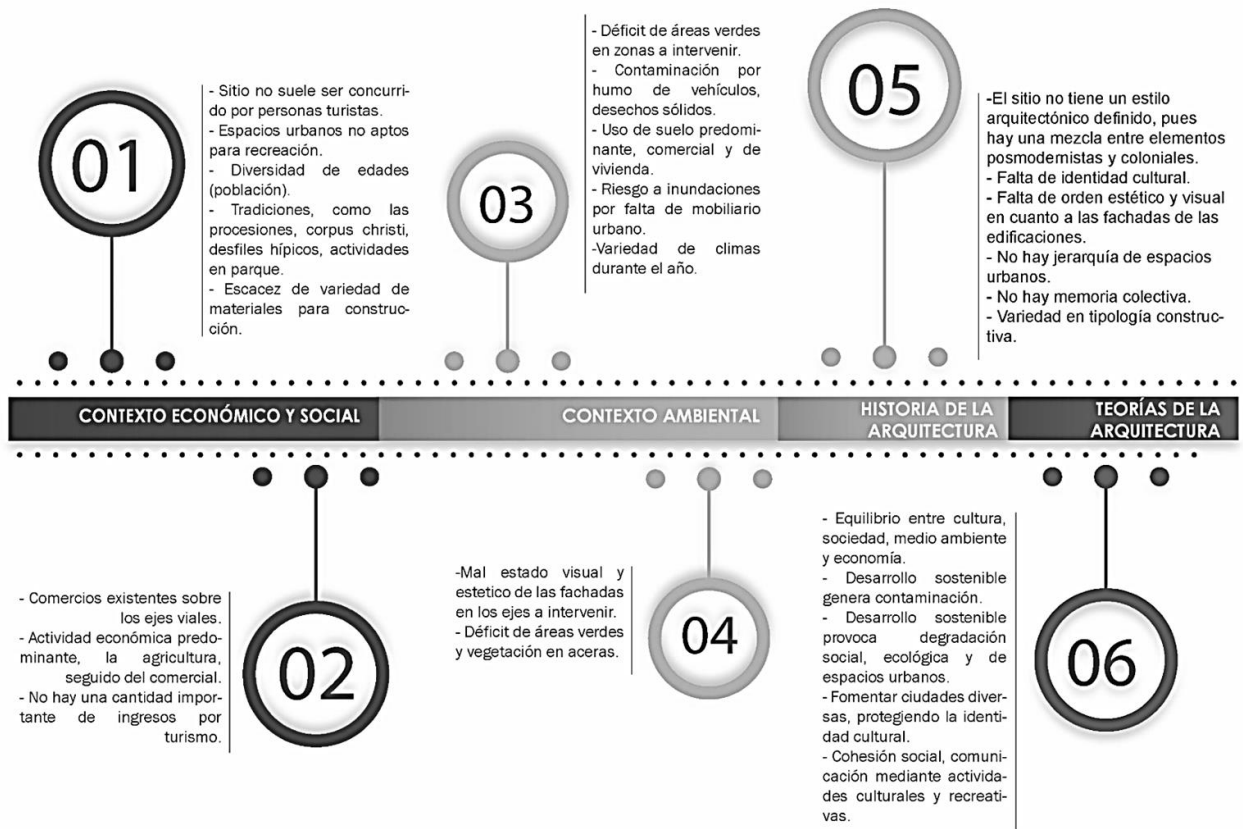 01
- Sitio no suele ser concurri-
do por personas turistas.
- Espacios urbanos no aptos
para recreación.
- Diversidad de edades
(población).
- Tradiciones, como las
procesiones, corpus christi,
desfiles hípicos, actividades
en parque.
- Escacez de variedad de
materiales para construc-
ción.
03
- Déficit de áreas verdes
en zonas a intervenir.
- Contaminación por
humo de vehículos,
desechos sólidos.
- Uso de suelo predomi-
nante, comercial y de
vivienda.
- Riesgo a inundaciones
por falta de mobiliario
urbano.
-Variedad de climas
durante el año.
05
-El sitio no tiene un estilo
arquitectónico definido, pues
hay una mezcla entre elementos
posmodernistas y coloniales.
- Falta de identidad cultural.
- Falta de orden estético y visual
en cuanto a las fachadas de las
edificaciones.
- No hay jerarquía de espacios
urbanos.
- No hay memoria colectiva.
- Variedad en tipología construc-
tiva.
CONTEXTO ECONÓMICO Y SOCIAL
CONTEXTO AMBIENTAL
HISTORIA DE LA
ARQUITECTURA
TEORÍAS DE LA
ARQUITECTURA
- Comercios existentes sobre
los ejes viales.
- Actividad económica predo-
minante, la agricultura,
seguido del comercial.
- No hay una cantidad impor-
tante de ingresos por
turismo.
02
-Mal estado visual y
estetico de las fachadas
en los ejes a intervenir.
- Déficit de áreas verdes
y vegetación en aceras.
04
- Equilibrio entre cultura,
sociedad, medio ambiente
y economía.
- Desarrollo sostenible
genera contaminación.
- Desarrollo sostenible
provoca degradación
social, ecológica y de
espacios urbanos.
- Fomentar ciudades diver-
sas, protegiendo la identi-
dad cultural.
- Cohesión social, comuni-
cación mediante activida-
des culturales y recreati-
vas.
06